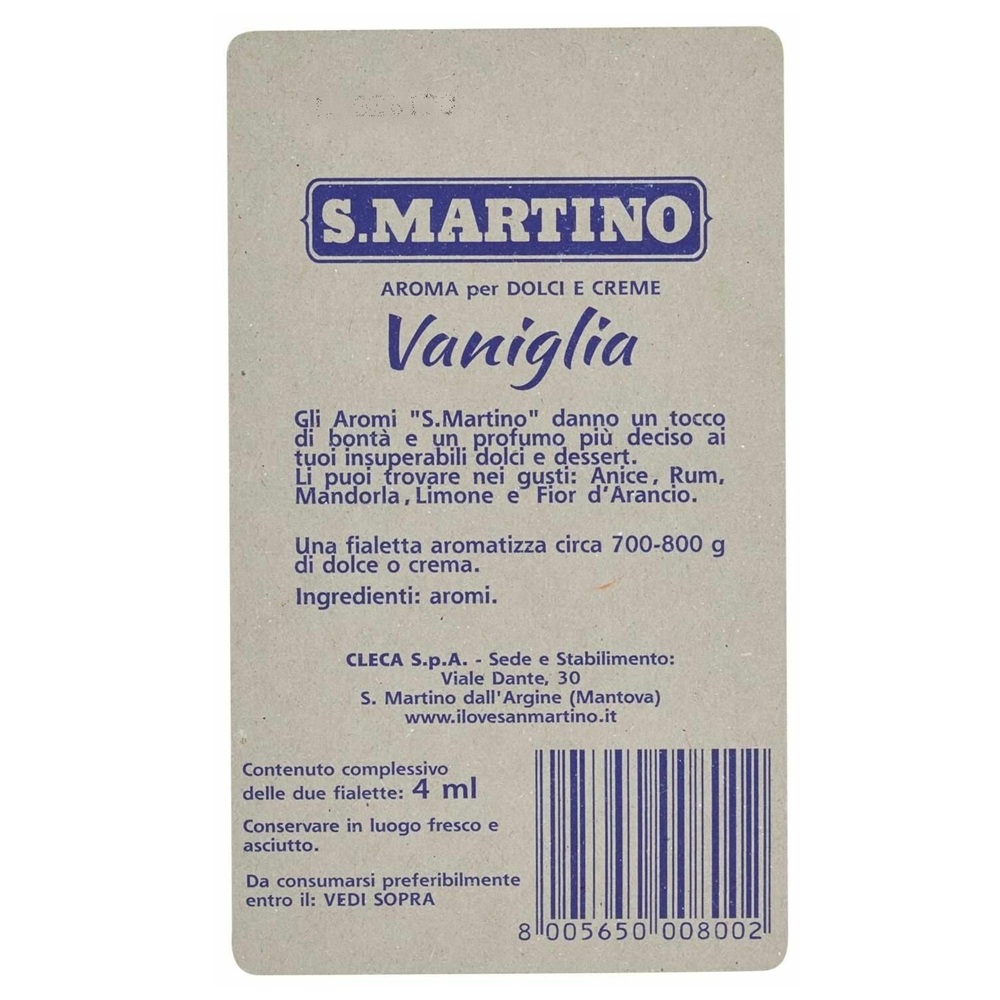 S.MARTINO
AROMA per DOLCI E CREME
Vaniglia
Gli Aromi "S.Martino" danno un tocco
di bontà e un profumo più deciso ai
tuoi insuperabili dolci e dessert.
Li puoi trovare nei gusti: Anice, Rum,
Mandorla, Limone e Fior d'Arancio.
Una fialetta aromatizza circa 700-800 g
di dolce o crema.
Ingredienti: aromi.
CLECA S.p.A. - Sede e Stabilimento:
Viale Dante, 30
S. Martino dall'Argine (Mantova)
www.ilovesanmartino.it
Contenuto complessivo
delle due fialette: 4 ml
Conservare in luogo fresco e
asciutto.
Da consumarsi preferibilmente
entro il: VEDI SOPRA
8 005650 008002